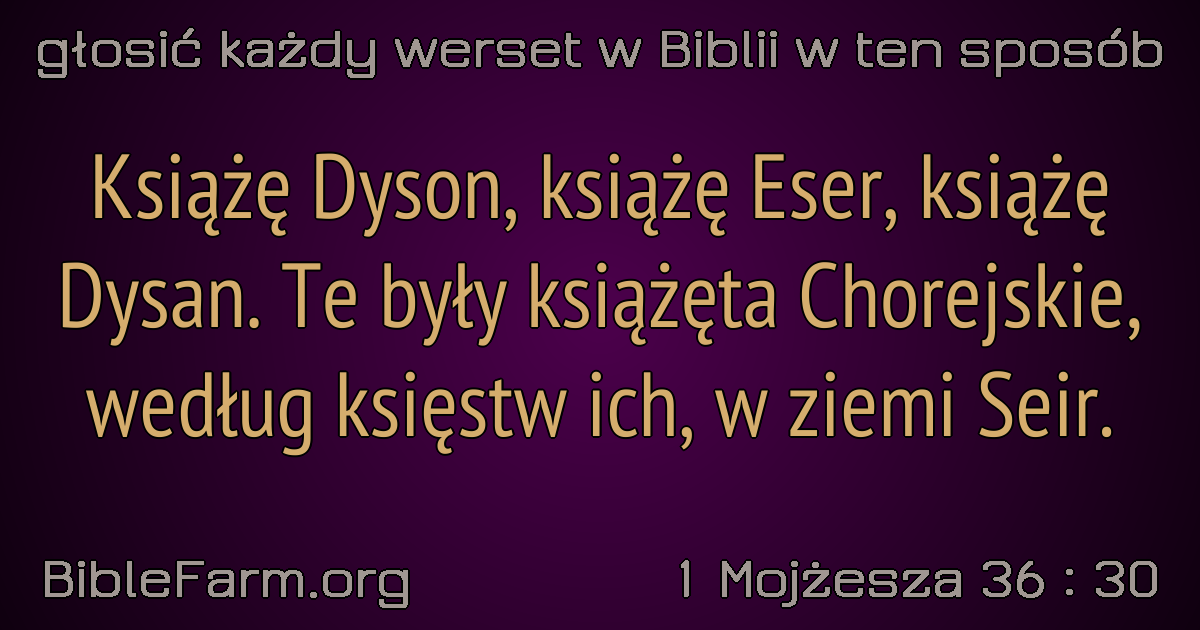 głosić każdy werset w Biblii w ten sposób
Książę Dyson, książę Eser, książę
Dysan. Te były książęta Chorejskie,
według księstw ich, w ziemi Seir.
BibleFarm.org
1 Mojżesza 36 : 30